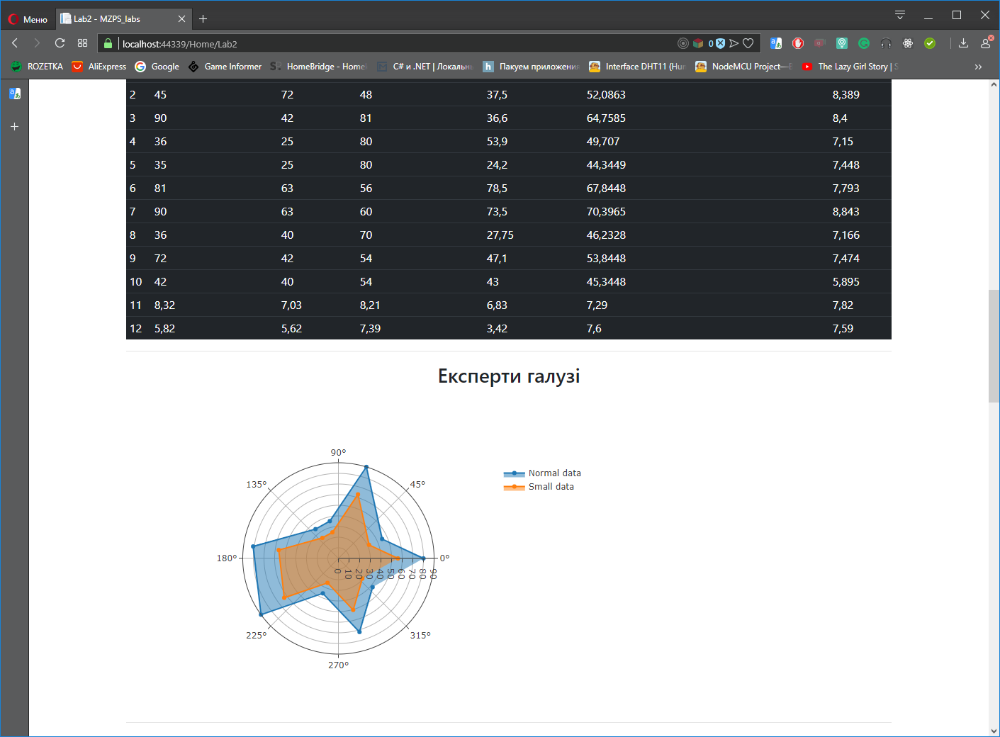 Меню
Lab2 - MZPS_labs
localhost:44339/Home/Lab2
0
ROZETKA
AliExpress
Google
Game Informer
HomeBridge - Home
C# и .NET | Локальн
Пакуем приложения
Interface DHT11 (Hu
NodeMCU Project—
The Lazy Girl Story |
2 45 72 48 37,5 52,0863 8,389
3 90 42 81 36,6 64,7585 8,4
4 36 25 80 53,9 49,707 7,15
5 35 25 80 24,2 44,3449 7,448
6 81 63 56 78,5 67,8448 7,793
7 90 63 60 73,5 70,3965 8,843
8 36 40 70 27,75 46,2328 7,166
9 72 42 54 47,1 53,8448 7,474
10 42 40 54 43 45,3448 5,895
11 8,32 7,03 8,21 6,83 7,29 7,82
12 5,82 5,62 7,39 3,42 7,6 7,59
Експерти галузі
90°
135°
45°
180°
0°
225°
315°
270°
0 10 20 30 40 50 60 70 80 90
Normal data
Small data